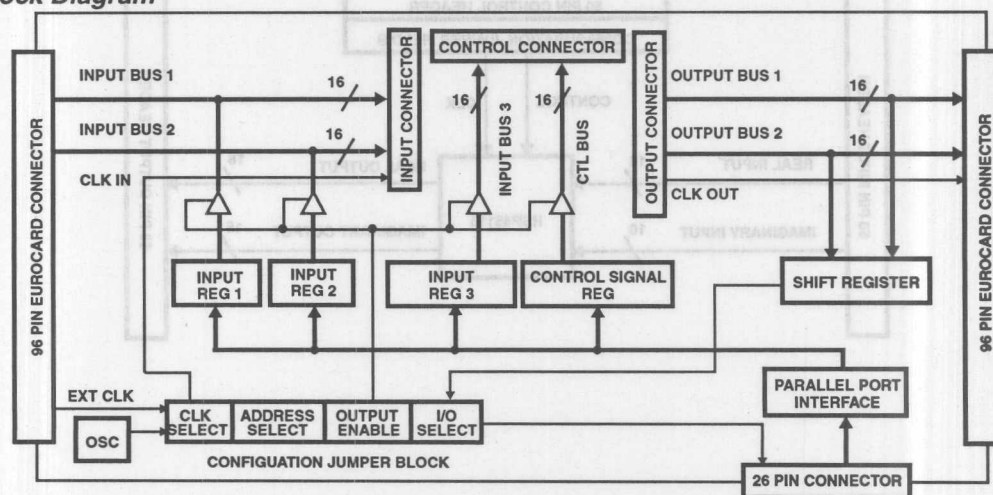 ock Diagram
96 PIN EUROCARD CONNECTOR
INPUT BUS 1
16
INPUT BUS 2
16
CLK IN
INPUT CONNECTOR
CONTROL CONNECTOR
16
INPUT BUS 3
16
CTL BUS
OUTPUT CONNECTOR
OUTPUT BUS 1
16
OUTPUT BUS 2
16
CLK OUT
96 PIN EUROCARD CONNECTOR
INPUT
REG 1
INPUT
REG 2
INPUT
REG 3
CONTROL SIGNAL
REG
SHIFT REGISTER
PARALLEL PORT
INTERFACE
EXT CLK
OSC
CLK
SELECT
ADDRESS
SELECT
OUTPUT
ENABLE
I/O
SELECT
CONFIGUATION JUMPER BLOCK
26 PIN CONNECTOR